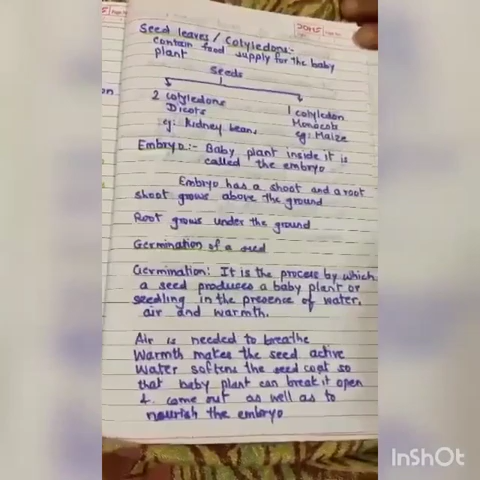 Seed leaves / Cotyledons:-
contain food supply for the baby
plant
Seeds
2 cotyledons
Dicots
eg: Kidney beans
1 cotyledon
Monocots
eg: Maize
Embryo:- Baby plant inside it is
called the embryo
Embryo has a shoot and a root
shoot grows above the ground
Root grows under the ground
Germination of a seed
Germination: It is the process by which
a seed produces a baby plant or
seedling in the presence of water,
air and warmth.
Air is needed to breathe
Warmth makes the seed active
Water softens the seed coat so
that baby plant can break it open
& come out as well as to
nourish the embryo
InShOt